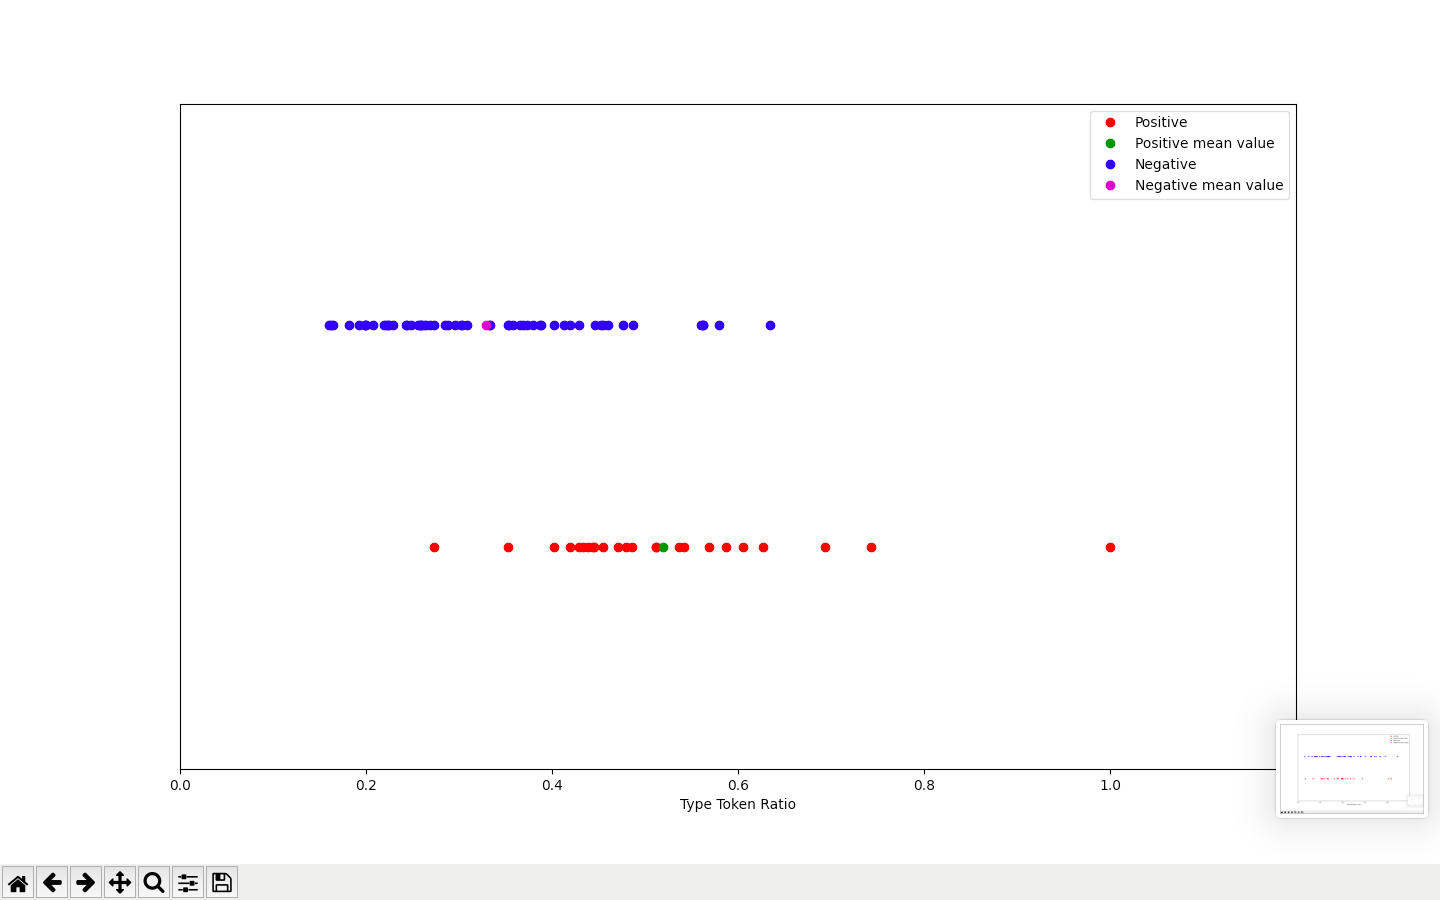 Positive
Positive mean value
Negative
Negative mean value
0.0 0.2 0.4 0.6 0.8 1.0
Type Token Ratio